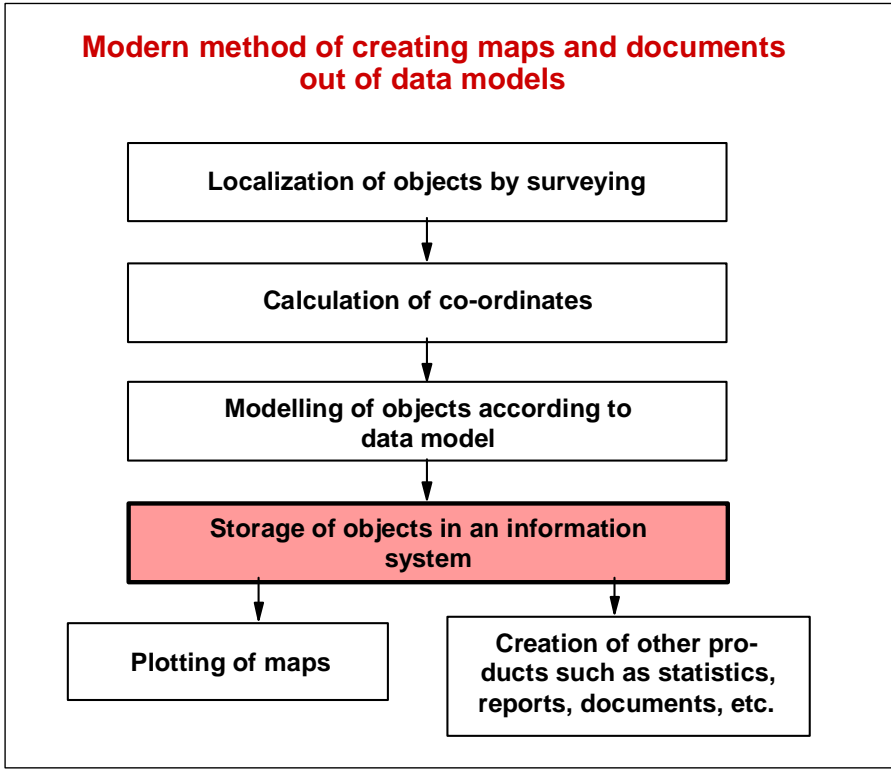 Modern method of creating maps and documents
out of data models
Localization of objects by surveying
Calculation of co-ordinates
Modelling of objects according to
data model
Storage of objects in an information
system
Plotting of maps
Creation of other pro-
ducts such as statistics,
reports, documents, etc.